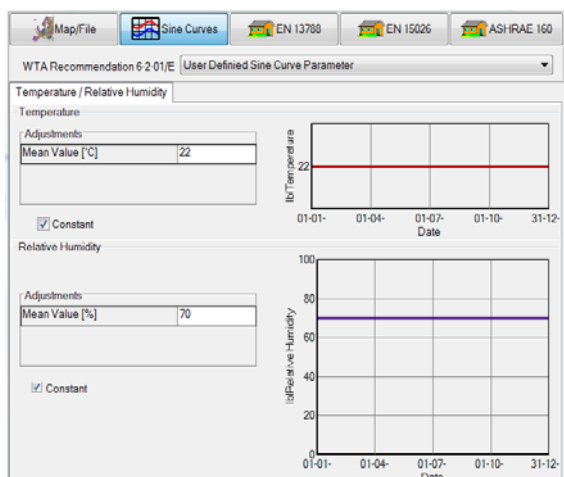 Map/File Sine Curves EN 13788 EN 15026 ASHRAE 160
WTA Recommendation 6-2-01/E User Definied Sine Curve Parameter
Temperature / Relative Humidity
Temperature
Adjustments
Mean Value [°C] 22
Constant
lblTemperature
22
01-01- 01-04- 01-07- 01-10- 31-12-
Date
Relative Humidity
Adjustments
Mean Value [%] 70
Constant
lblRelative Humidity
100
80
60
40
20
0
01-01- 01-04- 01-07- 01-10- 31-12-
Date